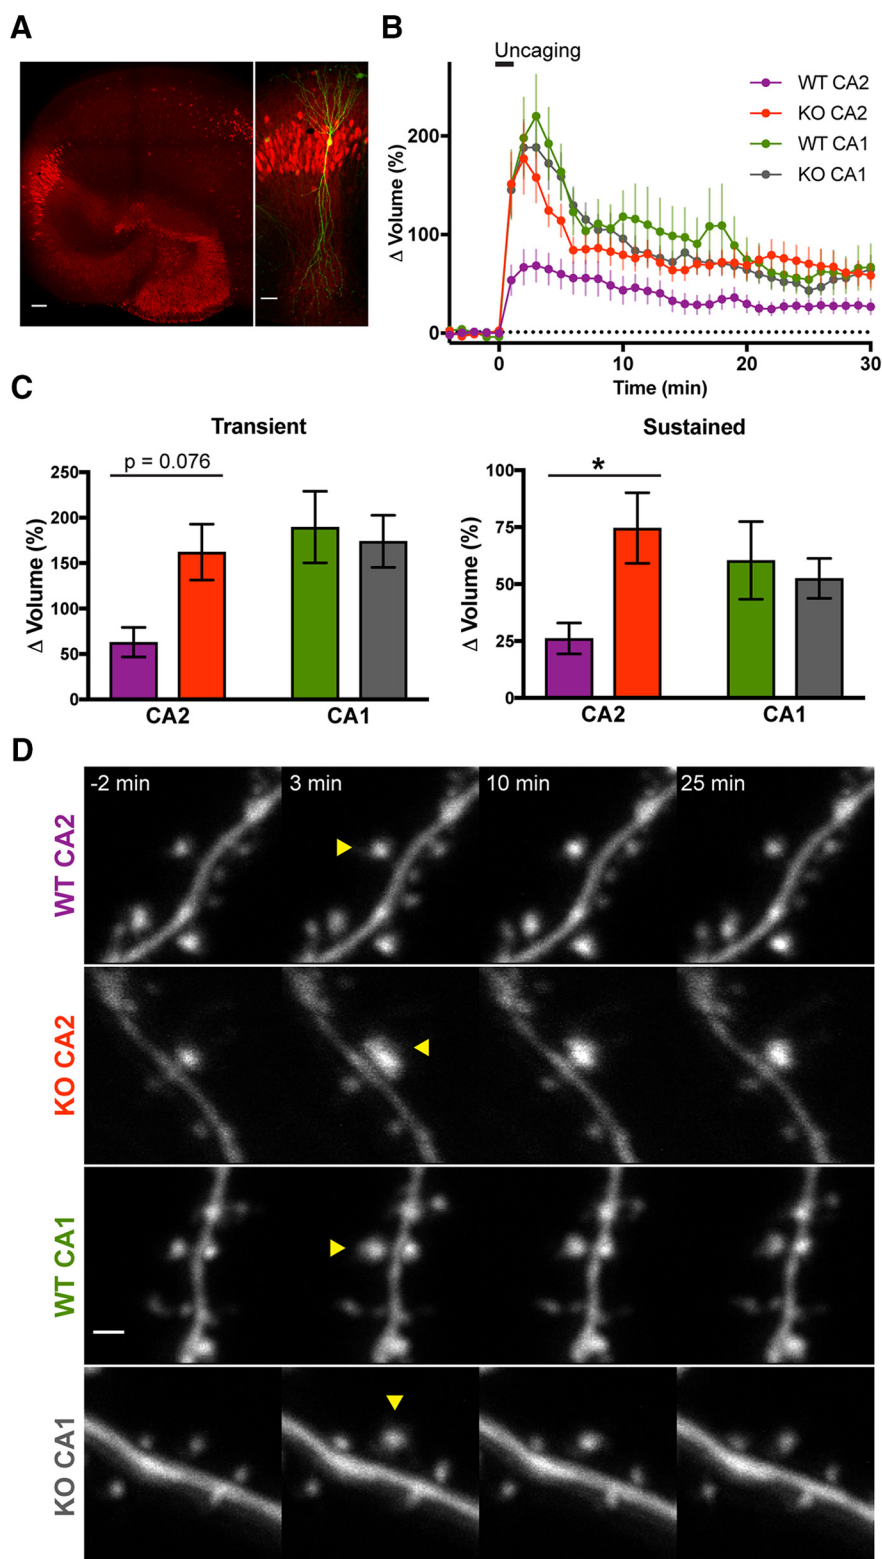 A
B
Uncaging
WT CA2
KO CA2
WT CA1
KO CA1
Δ Volume (%)
200
100
0
0
10
20
30
Time (min)
C
Transient
p = 0.076
Δ Volume (%)
250
200
150
100
50
0
CA2
CA1
Sustained
*
Δ Volume (%)
100
75
50
25
0
CA2
CA1
D
-2 min
3 min
10 min
25 min
WT CA2
KO CA2
WT CA1
KO CA1